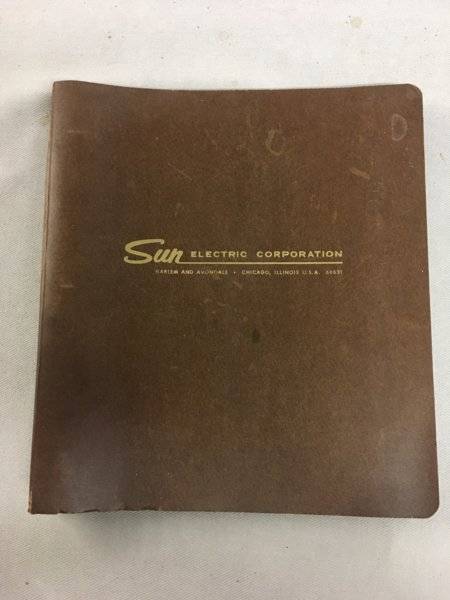 Sun ELECTRIC CORPORATION
HARLEM AND AVONDALE • CHICAGO, ILLINOIS U.S.A. 60631